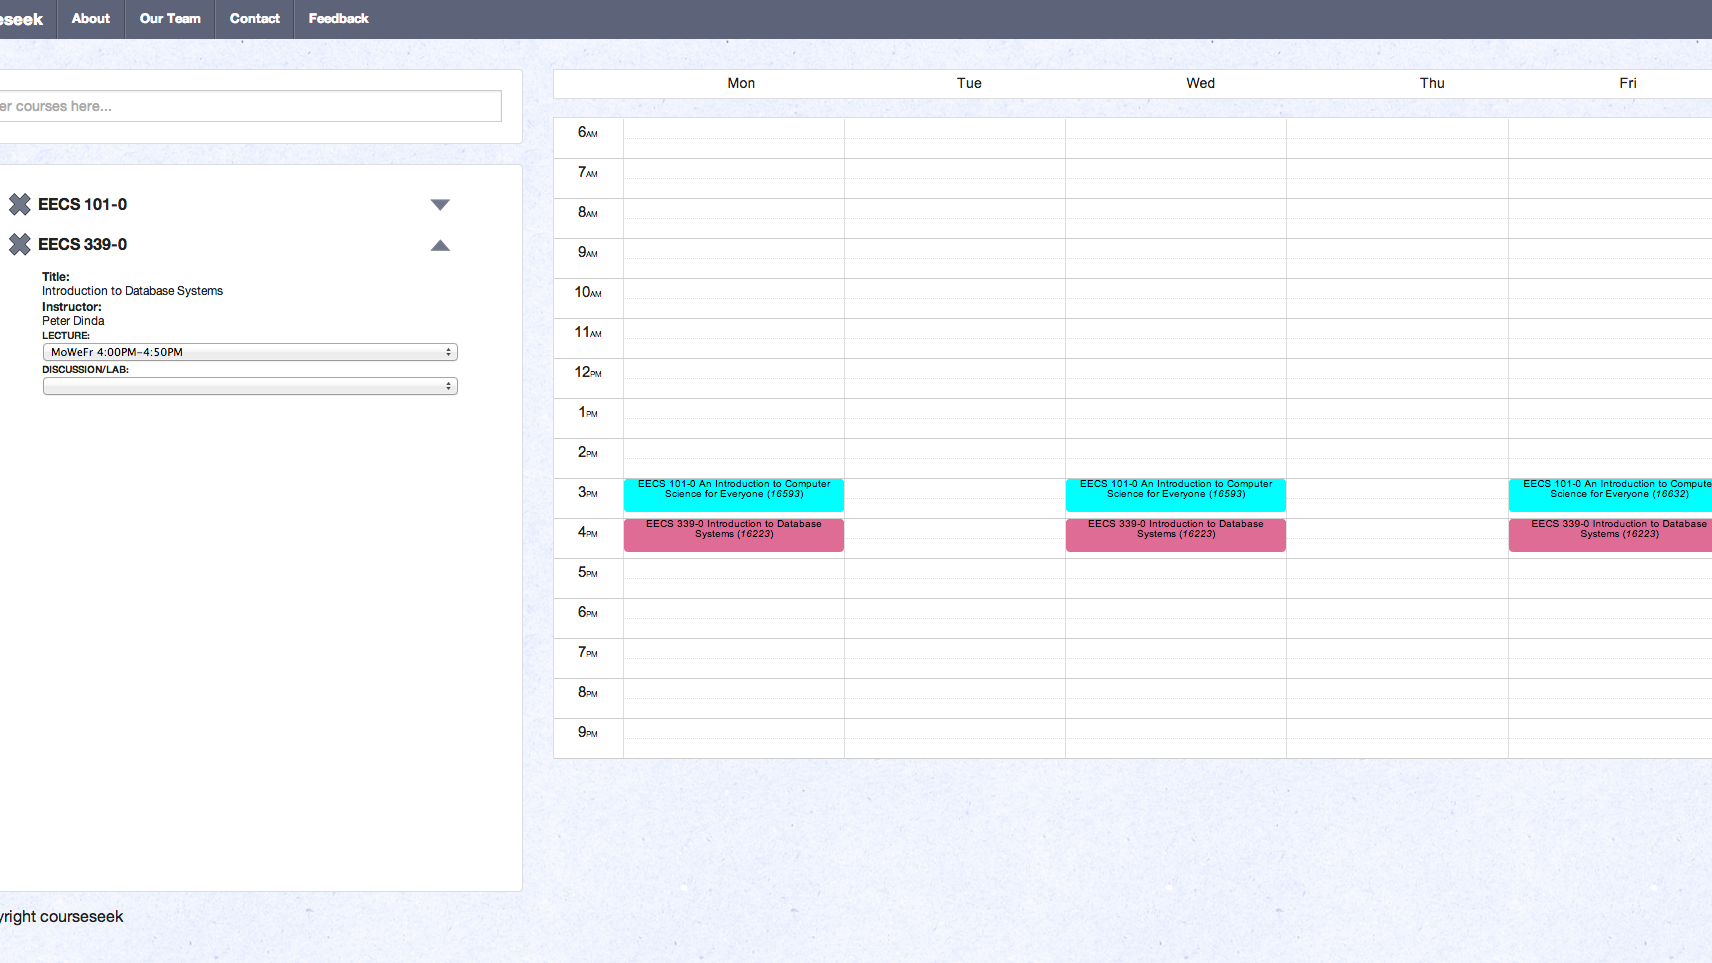 eseek About Our Team Contact Feedback
er courses here...
EECS 101-0
EECS 339-0
Title:
Introduction to Database Systems
Instructor:
Peter Dinda
LECTURE:
MoWeFr 4:00PM-4:50PM
DISCUSSION/LAB:
Mon Tue Wed Thu Fri
6AM
7AM
8AM
9AM
10AM
11AM
12PM
1PM
2PM
3PM
EECS 101-0 An Introduction to Computer
Science for Everyone (16593)
EECS 101-0 An Introduction to Computer
Science for Everyone (16593)
EECS 101-0 An Introduction to Compute
Science for Everyone (16632)
4PM
EECS 339-0 Introduction to Database
Systems (16223)
EECS 339-0 Introduction to Database
Systems (16223)
EECS 339-0 Introduction to Database
Systems (16223)
5PM
6PM
7PM
8PM
9PM
yright courseseek